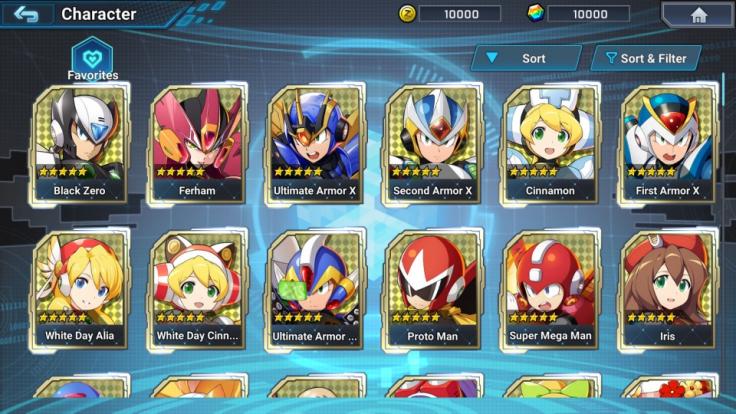 Character
10000
10000
Favorites
Sort
Sort & Filter
Black Zero
Ferham
Ultimate Armor X
Second Armor X
Cinnamon
First Armor X
White Day Alia
White Day Cinn...
Ultimate Armor ...
Proto Man
Super Mega Man
Iris